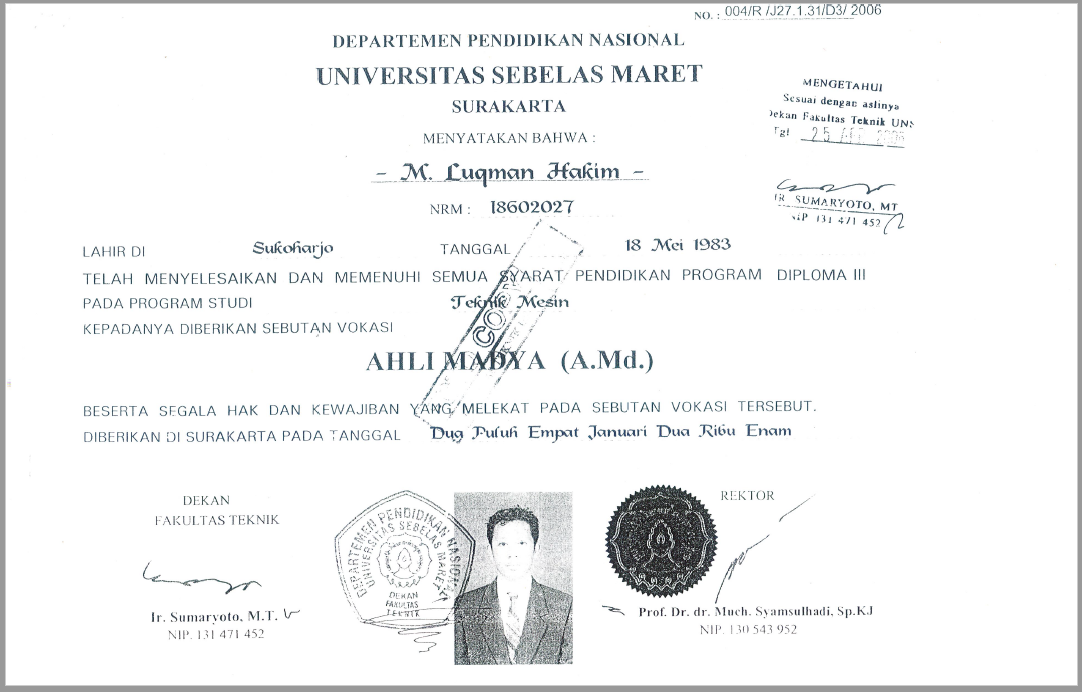 NO. : 004/R /J27.1.31/D3/ 2006
DEPARTEMEN PENDIDIKAN NASIONAL
UNIVERSITAS SEBELAS MARET
SURAKARTA
MENYATAKAN BAHWA :
- M. Luqman Hakim -
NRM : I8602027
MENGETAHUI
Sesuai dengan aslinya
Dekan Fakultas Teknik UNS
Tgl 25
IR. SUMARYOTO, MT
NIP 131 471 452
LAHIR DI Sukoharjo TANGGAL 18 Mei 1983
TELAH MENYELESAIKAN DAN MEMENUHI SEMUA SYARAT PENDIDIKAN PROGRAM DIPLOMA III
PADA PROGRAM STUDI Teknik Mesin
KEPADANYA DIBERIKAN SEBUTAN VOKASI
AHLI MADYA (A.Md.)
COPY
BESERTA SEGALA HAK DAN KEWAJIBAN YANG MELEKAT PADA SEBUTAN VOKASI TERSEBUT.
DIBERIKAN DI SURAKARTA PADA TANGGAL Dua Puluh Empat Januari Dua Ribu Enam
DEKAN
FAKULTAS TEKNIK
Ir. Sumaryoto, M.T.
NIP. 131 471 452
DEPARTEMEN PENDIDIKAN NASIONAL
UNIVERSITAS SEBELAS MARET
DEKAN
FAKULTAS
TEKNIK
REKTOR
Prof. Dr. dr. Much. Syamsulhadi, Sp.KJ
NIP. 130 543 952